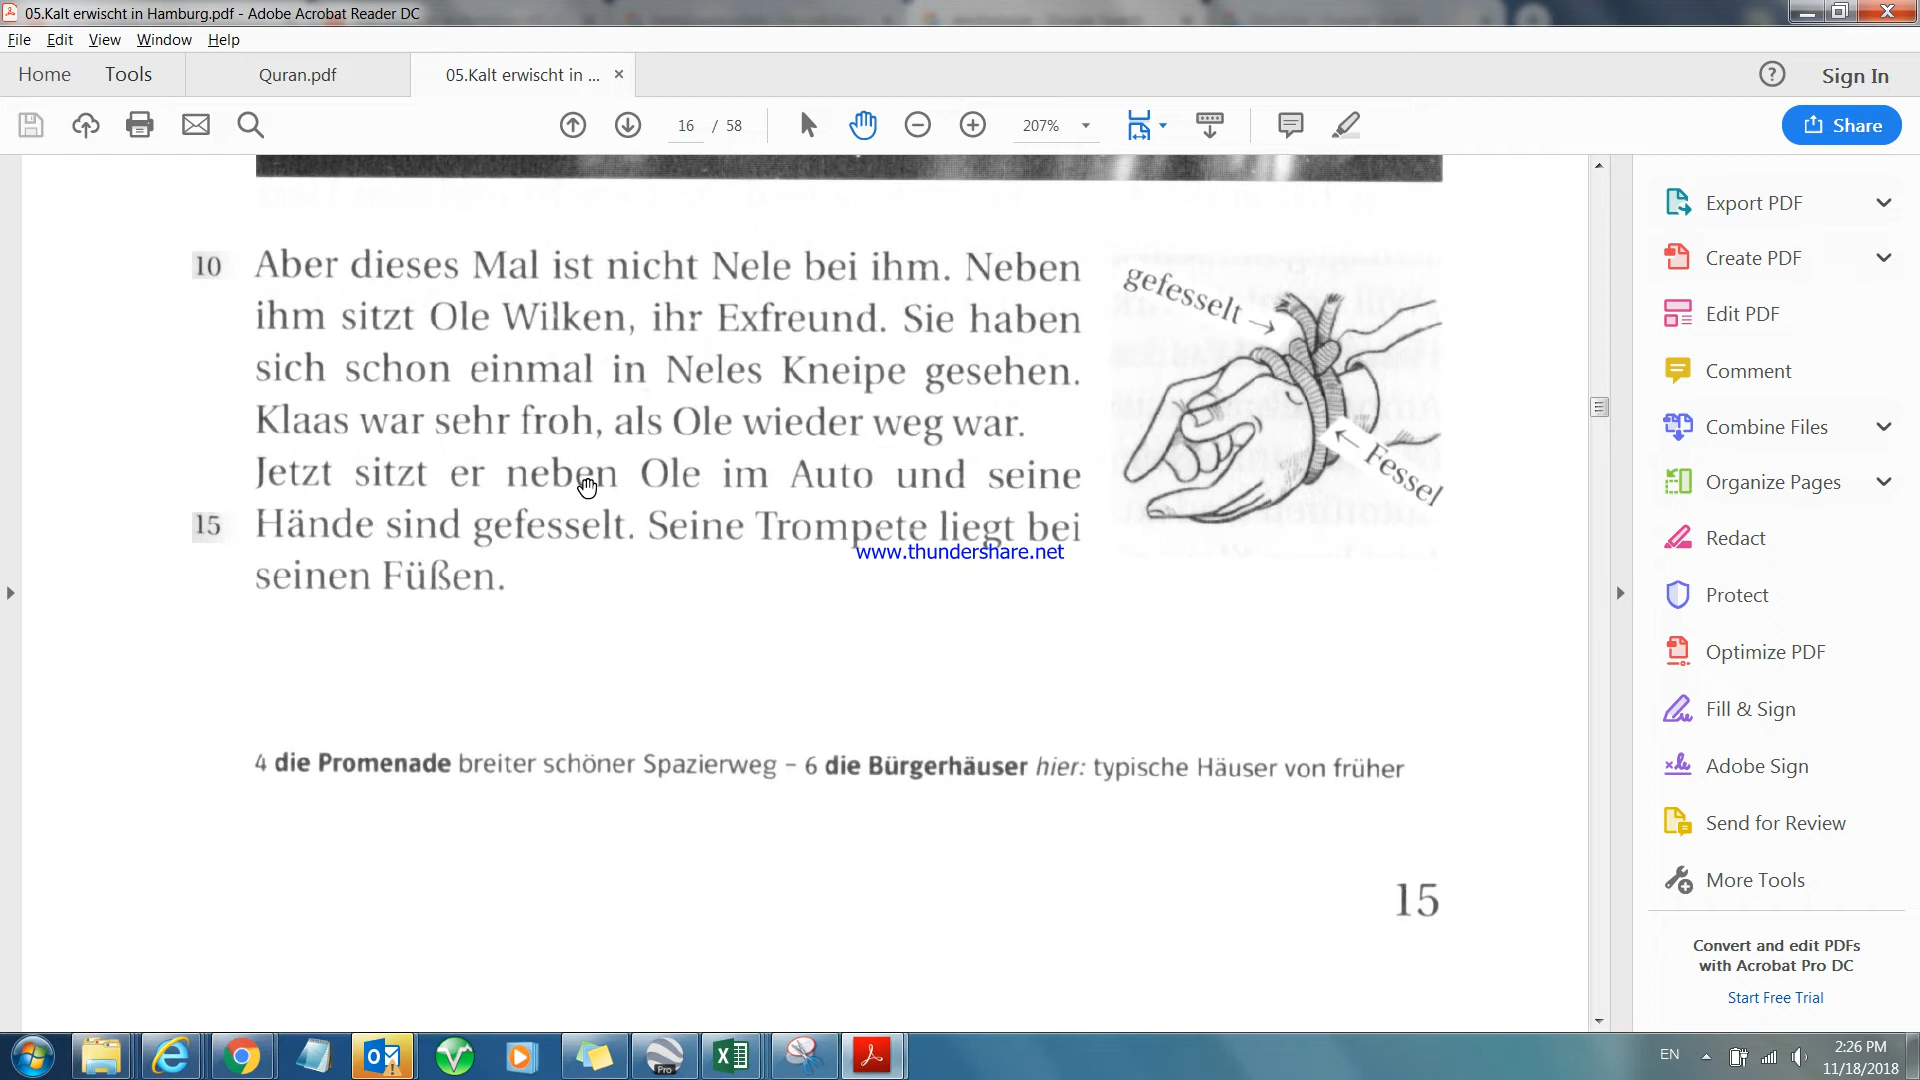 05.Kalt erwischt in Hamburg.pdf - Adobe Acrobat Reader DC
File Edit View Window Help
Home Tools Quran.pdf 05.Kalt erwischt in ... × Sign In
16 / 58 207% Share
10 Aber dieses Mal ist nicht Nele bei ihm. Neben
ihm sitzt Ole Wilken, ihr Exfreund. Sie haben
sich schon einmal in Neles Kneipe gesehen.
Klaas war sehr froh, als Ole wieder weg war.
Jetzt sitzt er neben Ole im Auto und seine
15 Hände sind gefesselt. Seine Trompete liegt bei
www.thundershare.net
seinen Füßen.
gefesselt →
← Fessel
4 die Promenade breiter schöner Spazierweg – 6 die Bürgerhäuser hier: typische Häuser von früher
15
Export PDF
Create PDF
Edit PDF
Comment
Combine Files
Organize Pages
Redact
Protect
Optimize PDF
Fill & Sign
Adobe Sign
Send for Review
More Tools
Convert and edit PDFs
with Acrobat Pro DC
Start Free Trial
Pro
EN 2:26 PM
11/18/2018